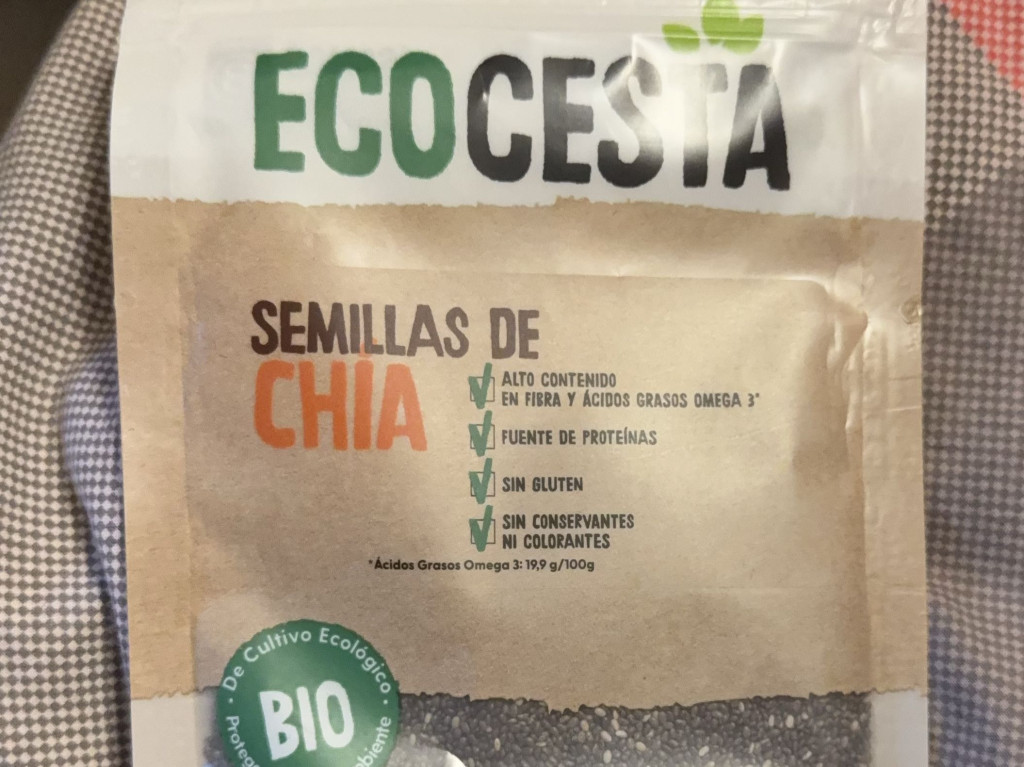 ECOCESTA
SEMILLAS DE
CHÍA
ALTO CONTENIDO
EN FIBRA Y ÁCIDOS GRASOS OMEGA 3*
FUENTE DE PROTEÍNAS
SIN GLUTEN
SIN CONSERVANTES
NI COLORANTES
*Ácidos Grasos Omega 3: 19,9 g/100g
· De Cultivo Ecológico ·
BIO